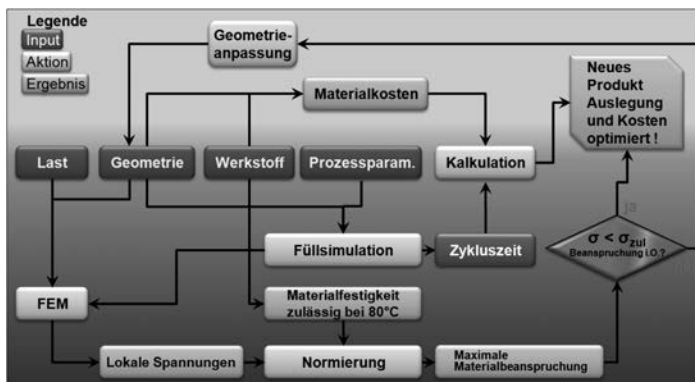 Legende
Input
Aktion
Ergebnis
Geometrie-
anpassung
Neues
Produkt
Auslegung
und Kosten
optimiert !
Materialkosten
Last
Geometrie
Werkstoff
Prozessparam.
Kalkulation
ja
Füllsimulation
Zykluszeit
σ < σzul
Beanspruchung i.O.?
FEM
Materialfestigkeit
zulässig bei 80°C
Lokale Spannungen
Normierung
Maximale
Materialbeanspruchung